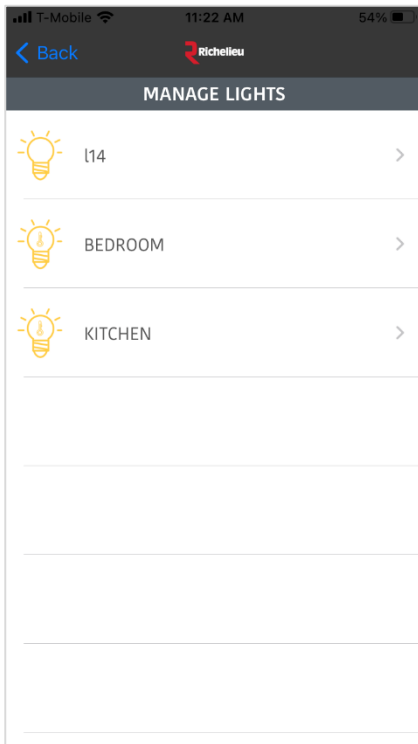 T-Mobile 11:22 AM 54%
Back Richelieu
MANAGE LIGHTS
l14
BEDROOM
KITCHEN